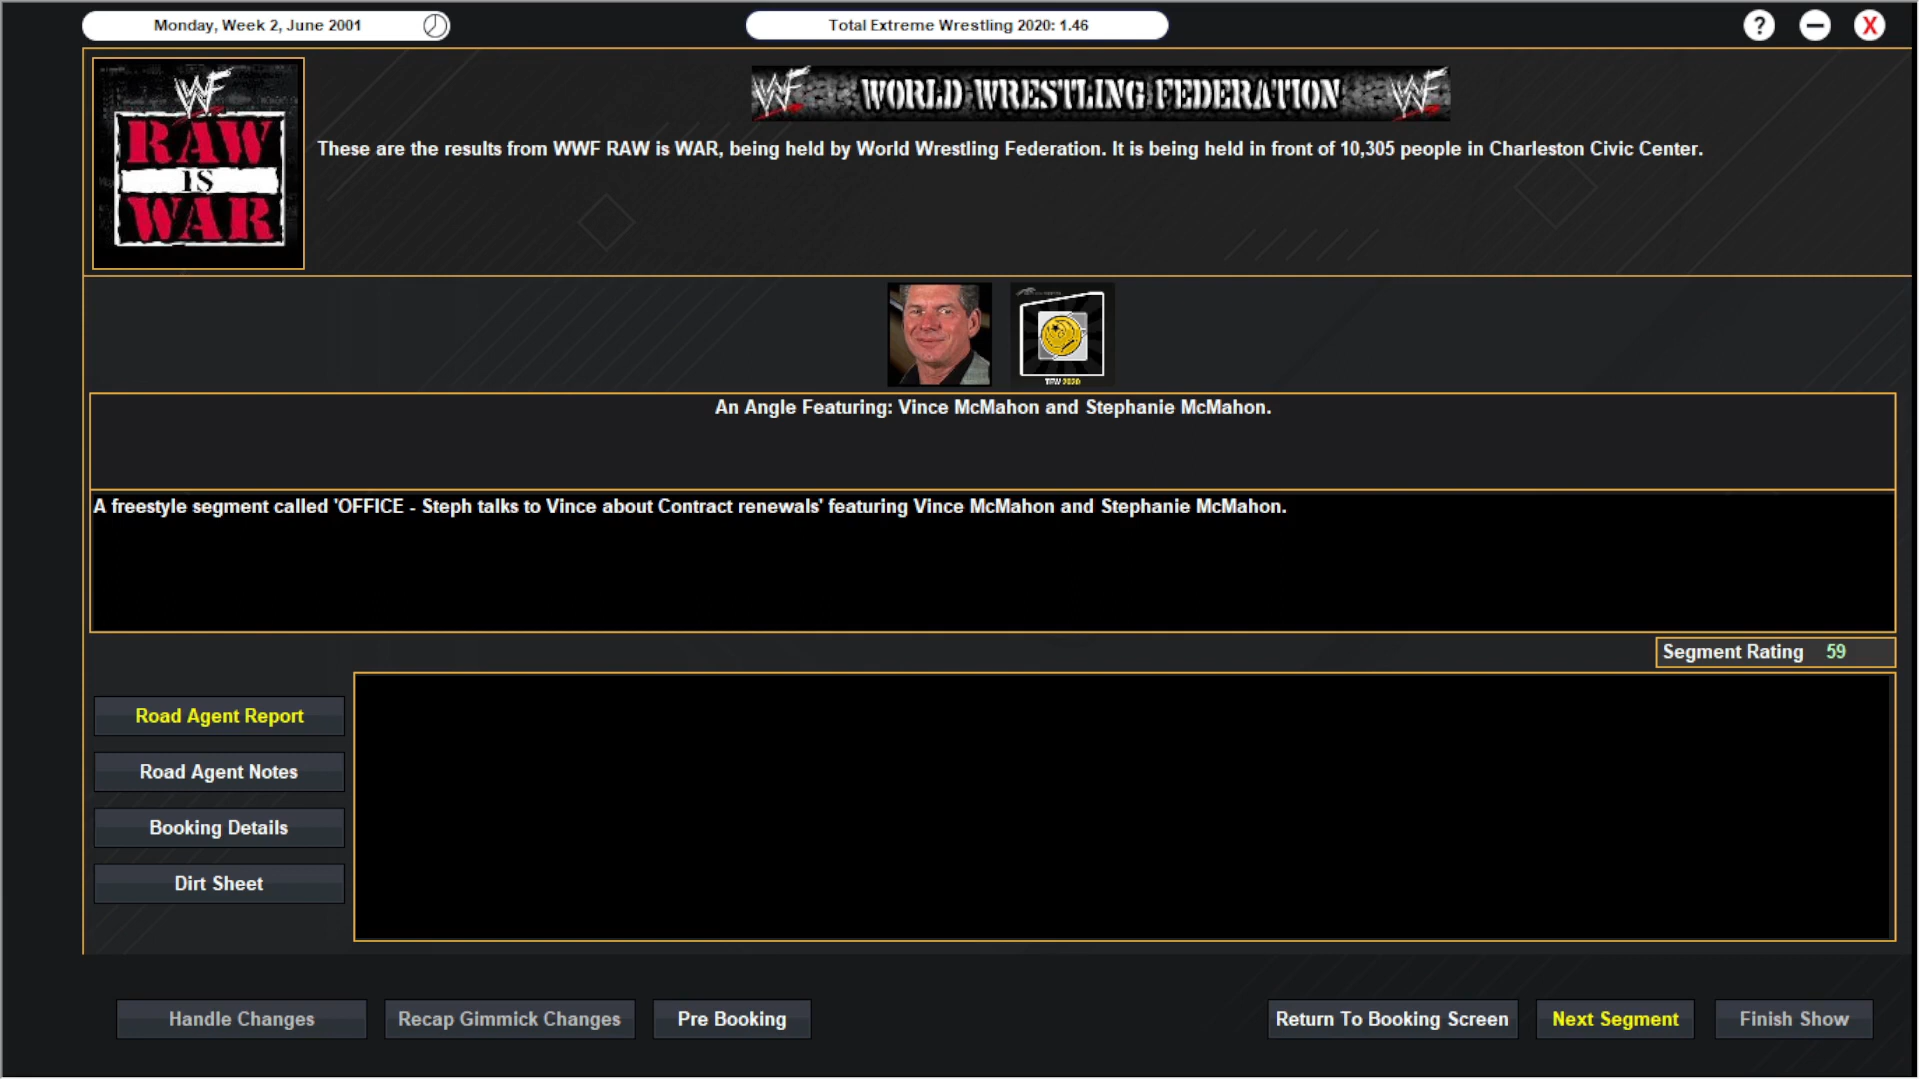 Monday, Week 2, June 2001
Total Extreme Wrestling 2020: 1.46
?
X
WF
RAW
IS
WAR
WF WORLD WRESTLING FEDERATION WF
These are the results from WWF RAW is WAR, being held by World Wrestling Federation. It is being held in front of 10,305 people in Charleston Civic Center.
TEW 2020
An Angle Featuring: Vince McMahon and Stephanie McMahon.
A freestyle segment called 'OFFICE - Steph talks to Vince about Contract renewals' featuring Vince McMahon and Stephanie McMahon.
Segment Rating 59
Road Agent Report
Road Agent Notes
Booking Details
Dirt Sheet
Handle Changes
Recap Gimmick Changes
Pre Booking
Return To Booking Screen
Next Segment
Finish Show